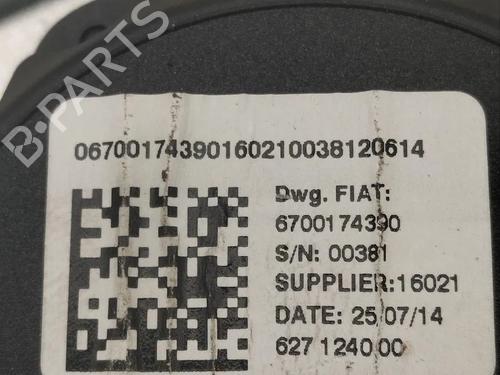 B-PARTS
06700174390160210038120614
Dwg. FIAT:
6700174390
S/N: 00381
SUPPLIER:16021
DATE: 25/07/14
627 1240 00